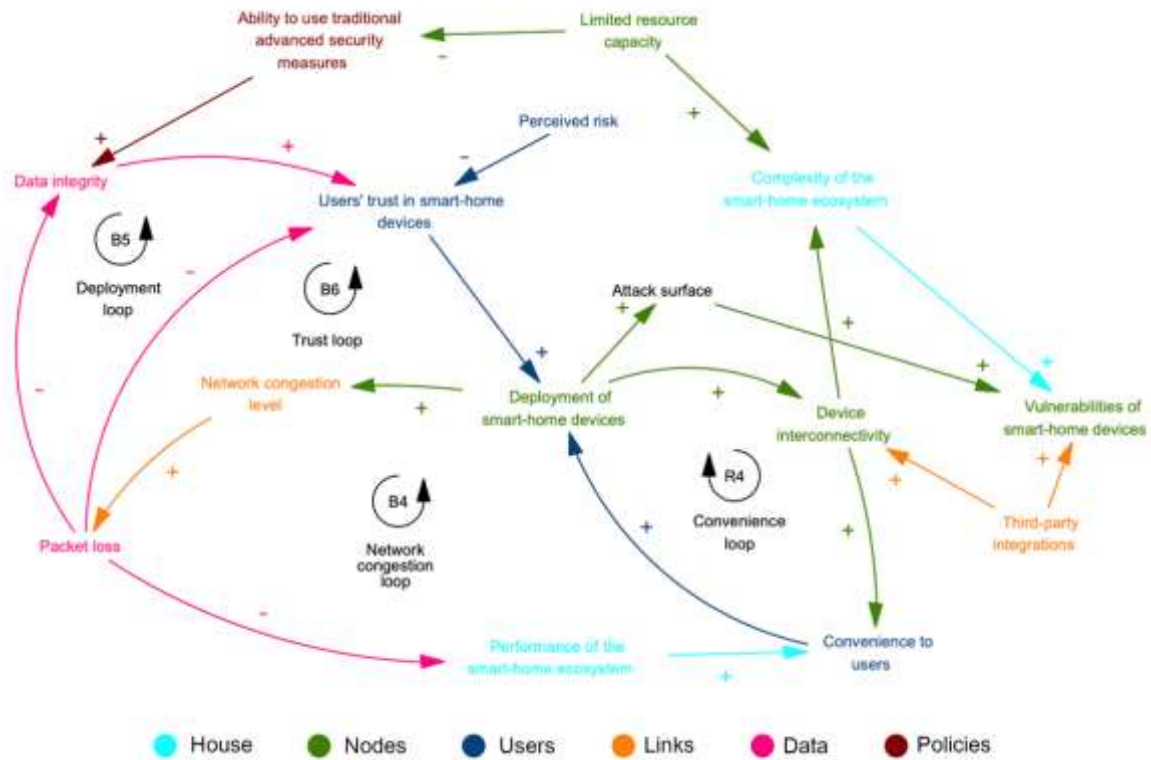 Ability to use traditional
advanced security
measures
Limited resource
capacity
-
+
Perceived risk
+
+
-
Data integrity
Users' trust in smart-home
devices
Complexity of the
smart-home ecosystem
B5
Deployment
loop
-
B6
Trust loop
Attack surface
+
+
+
+
+
-
Network congestion
level
+
Deployment of
smart-home devices
+
Device
interconnectivity
Vulnerabilities of
smart-home devices
+
B4
Network
congestion
loop
R4
Convenience
loop
+
+
+
+
Packet loss
Third-party
integrations
-
Performance of the
smart-home ecosystem
+
Convenience to
users
House
Nodes
Users
Links
Data
Policies